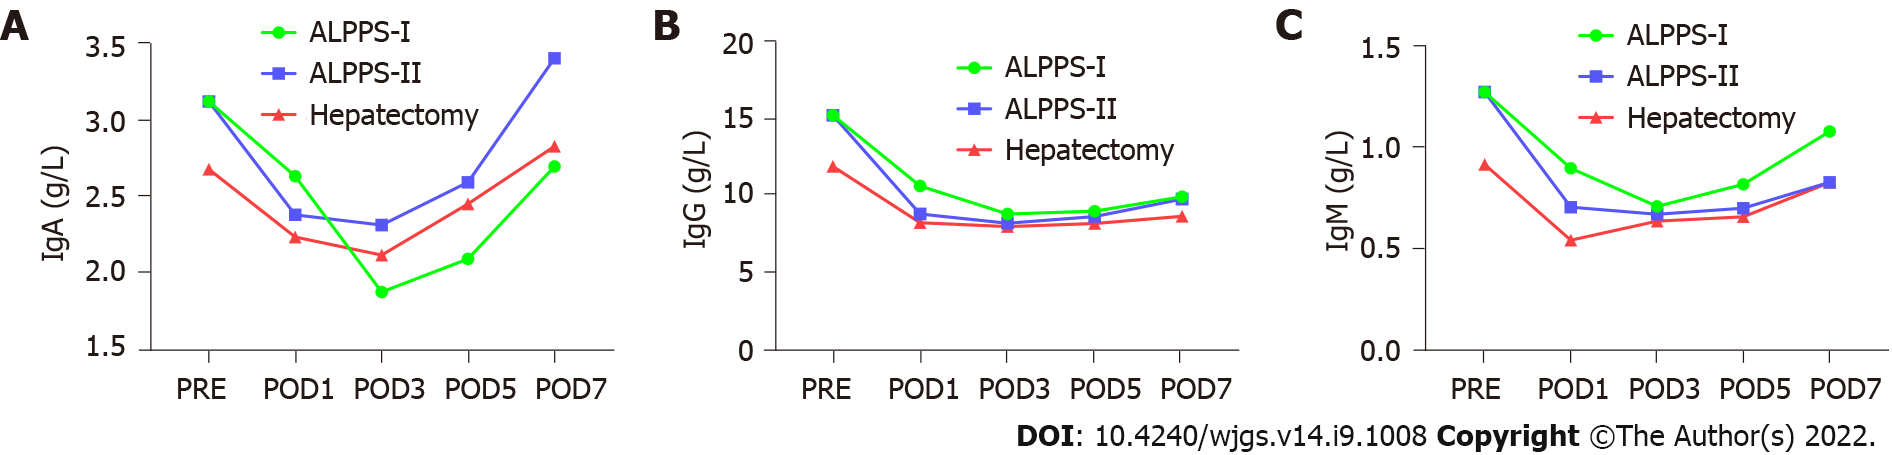 A
IgA (g/L)
3.5
3.0
2.5
2.0
1.5
ALPPS-I
ALPPS-II
Hepatectomy
PRE POD1 POD3 POD5 POD7
B
IgG (g/L)
20
15
10
5
0
ALPPS-I
ALPPS-II
Hepatectomy
PRE POD1 POD3 POD5 POD7
C
IgM (g/L)
1.5
1.0
0.5
0.0
ALPPS-I
ALPPS-II
Hepatectomy
PRE POD1 POD3 POD5 POD7
DOI: 10.4240/wjgs.v14.i9.1008 Copyright ©The Author(s) 2022.